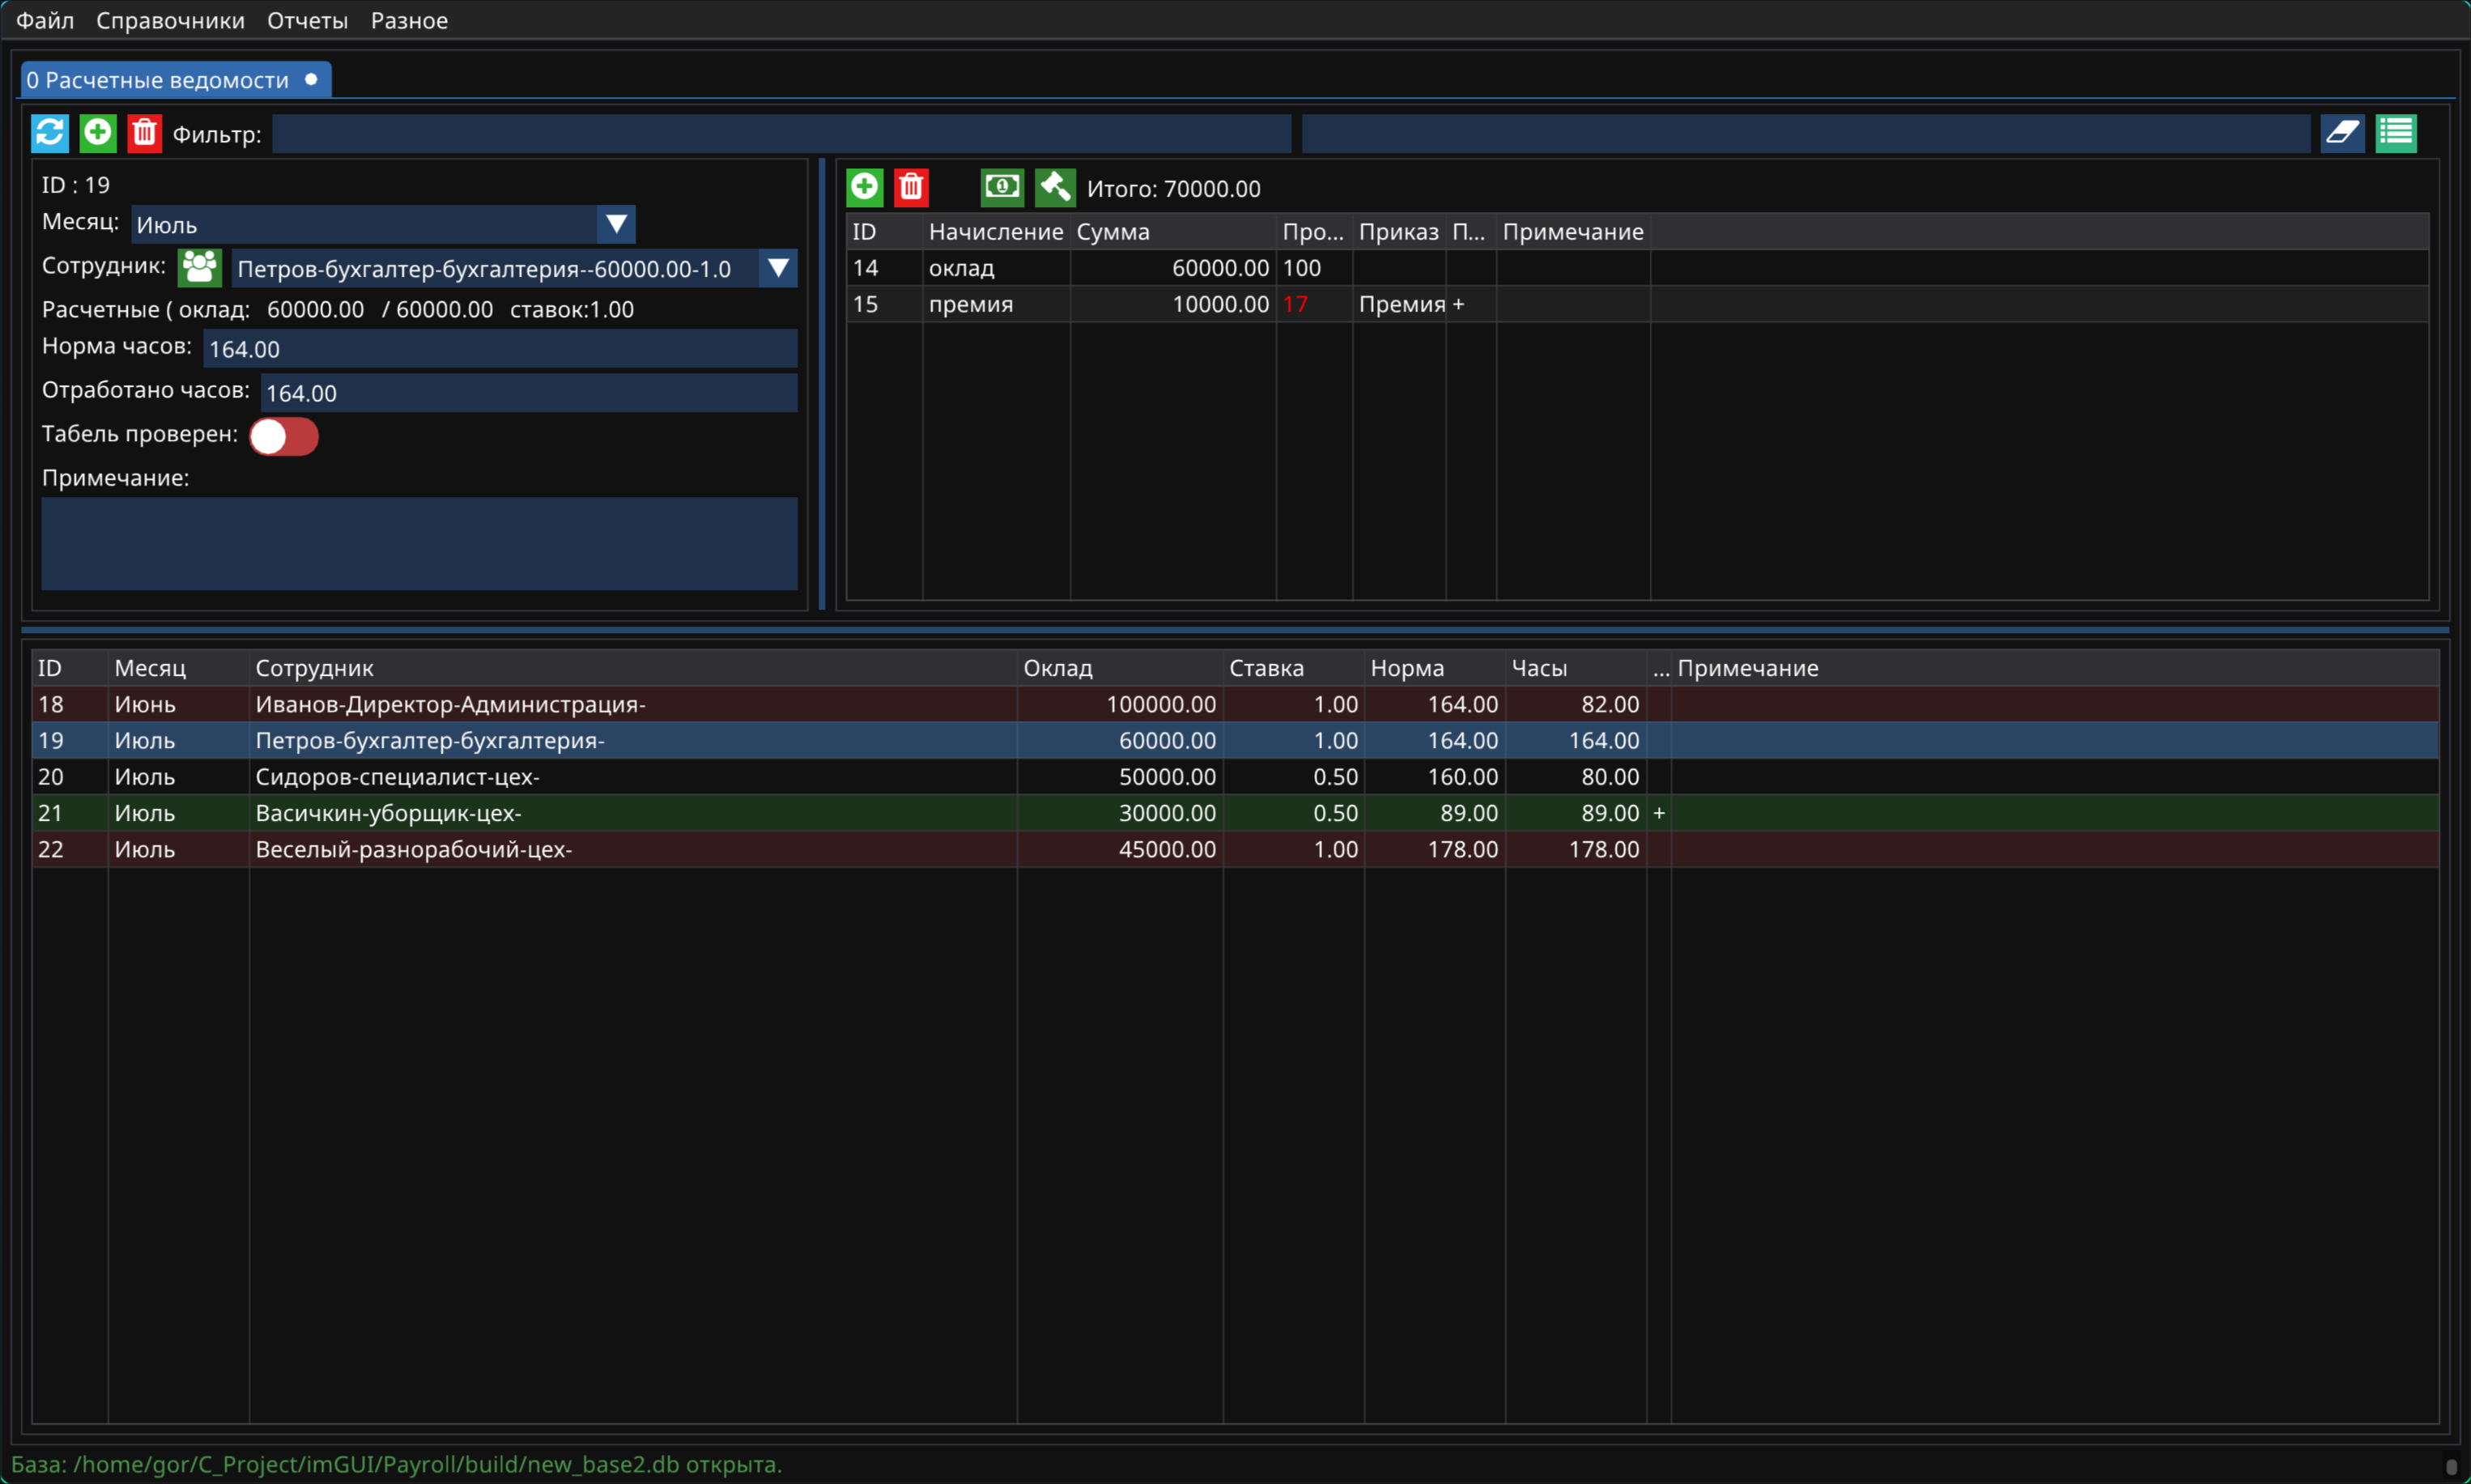 Файл Справочники Отчеты Разное
0 Расчетные ведомости
Фильтр:
ID : 19
Месяц: Июль
Сотрудник: Петров-бухгалтер-бухгалтерия--60000.00-1.0
Расчетные ( оклад: 60000.00 / 60000.00 ставок:1.00
Норма часов: 164.00
Отработано часов: 164.00
Табель проверен:
Примечание:
Итого: 70000.00
ID Начисление Сумма Про... Приказ П... Примечание
14 оклад 60000.00 100
15 премия 10000.00 17 Премия +
ID Месяц Сотрудник Оклад Ставка Норма Часы ... Примечание
18 Июнь Иванов-Директор-Администрация- 100000.00 1.00 164.00 82.00
19 Июль Петров-бухгалтер-бухгалтерия- 60000.00 1.00 164.00 164.00
20 Июль Сидоров-специалист-цех- 50000.00 0.50 160.00 80.00
21 Июль Васичкин-уборщик-цех- 30000.00 0.50 89.00 89.00 +
22 Июль Веселый-разнорабочий-цех- 45000.00 1.00 178.00 178.00
База: /home/gor/C_Project/imGUI/Payroll/build/new_base2.db открыта.